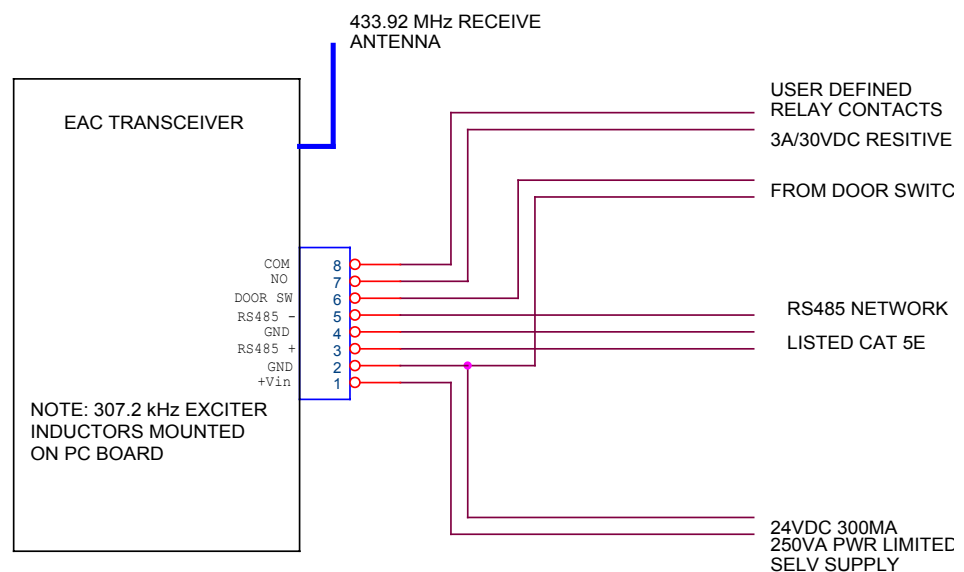 433.92 MHz RECEIVE
ANTENNA
EAC TRANSCEIVER
USER DEFINED
RELAY CONTACTS
3A/30VDC RESITIVE
FROM DOOR SWITC
COM 8
NO 7
DOOR SW 6
RS485 - 5
GND 4
RS485 + 3
GND 2
+Vin 1
RS485 NETWORK
LISTED CAT 5E
NOTE: 307.2 kHz EXCITER
INDUCTORS MOUNTED
ON PC BOARD
24VDC 300MA
250VA PWR LIMITED
SELV SUPPLY